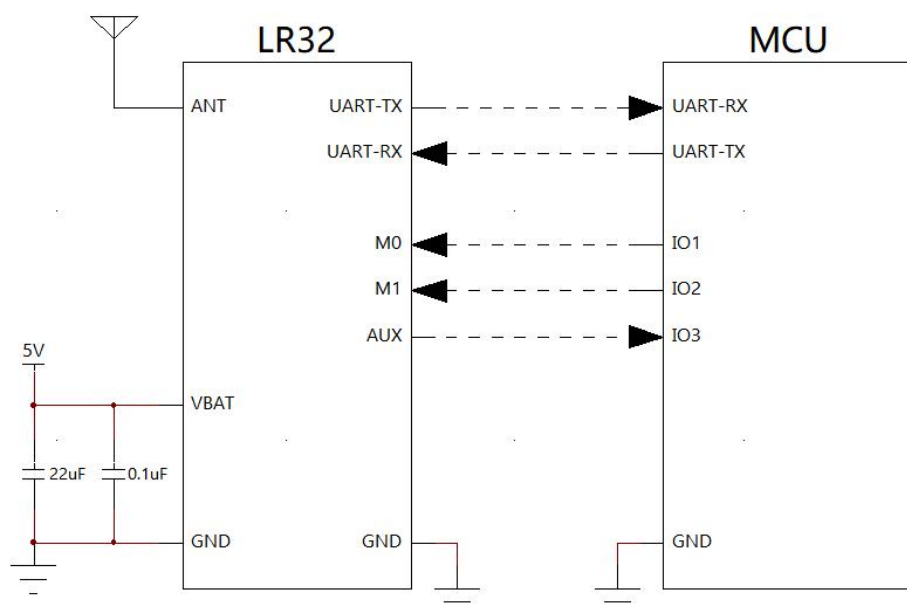 LR32
MCU
ANT
UART-TX
UART-RX
UART-RX
UART-TX
M0
IO1
M1
IO2
AUX
IO3
5V
VBAT
22uF
0.1uF
GND
GND
GND